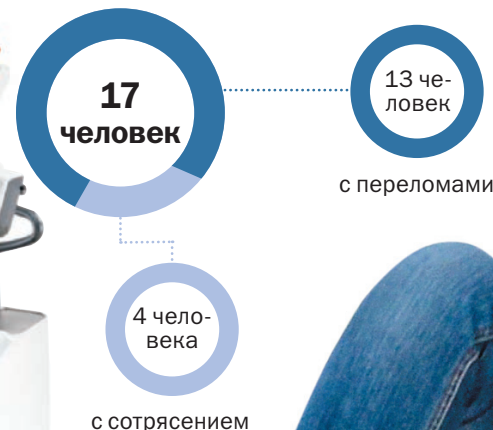 17
человек
13 че-
ловек
с переломами
4 чело-
века
с сотрясением